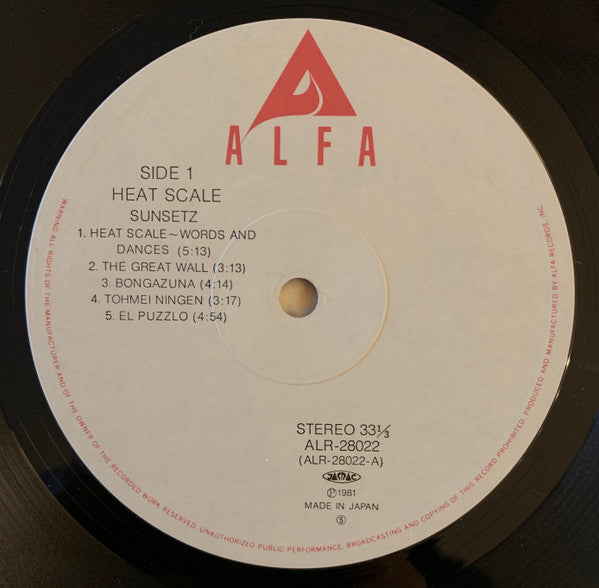 ALFA
SIDE 1
HEAT SCALE
SUNSETZ
1. HEAT SCALE~WORDS AND
DANCES (5:13)
2. THE GREAT WALL (3:13)
3. BONGAZUNA (4:14)
4. TOHMEI NINGEN (3:17)
5. EL PUZZLO (4:54)
STEREO 33⅓
ALR-28022
(ALR-28022-A)
JASRAC
Ⓟ1981
MADE IN JAPAN
Ⓢ
WARNING ALL RIGHTS OF THE MANUFACTURER AND OF THE OWNER OF THE RECORDED WORK RESERVED. UNAUTHORIZED PUBLIC PERFORMANCE, BROADCASTING AND COPYING OF THIS RECORD PROHIBITED. PRODUCED AND MANUFACTURED BY ALFA RECORDS, INC.